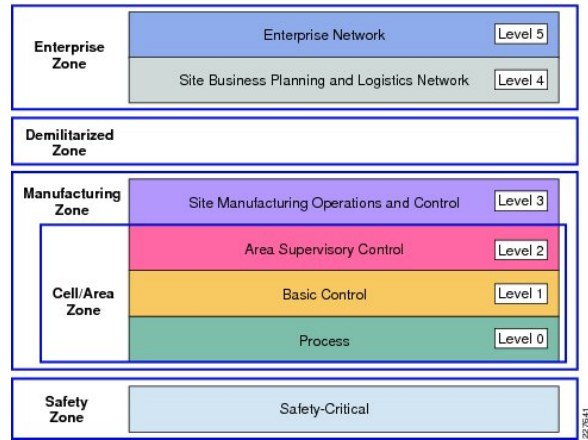 Enterprise
Zone
Enterprise Network
Level 5
Site Business Planning and Logistics Network
Level 4
Demilitarized
Zone
Manufacturing
Zone
Site Manufacturing Operations and Control
Level 3
Cell/Area
Zone
Area Supervisory Control
Level 2
Basic Control
Level 1
Process
Level 0
Safety
Zone
Safety-Critical